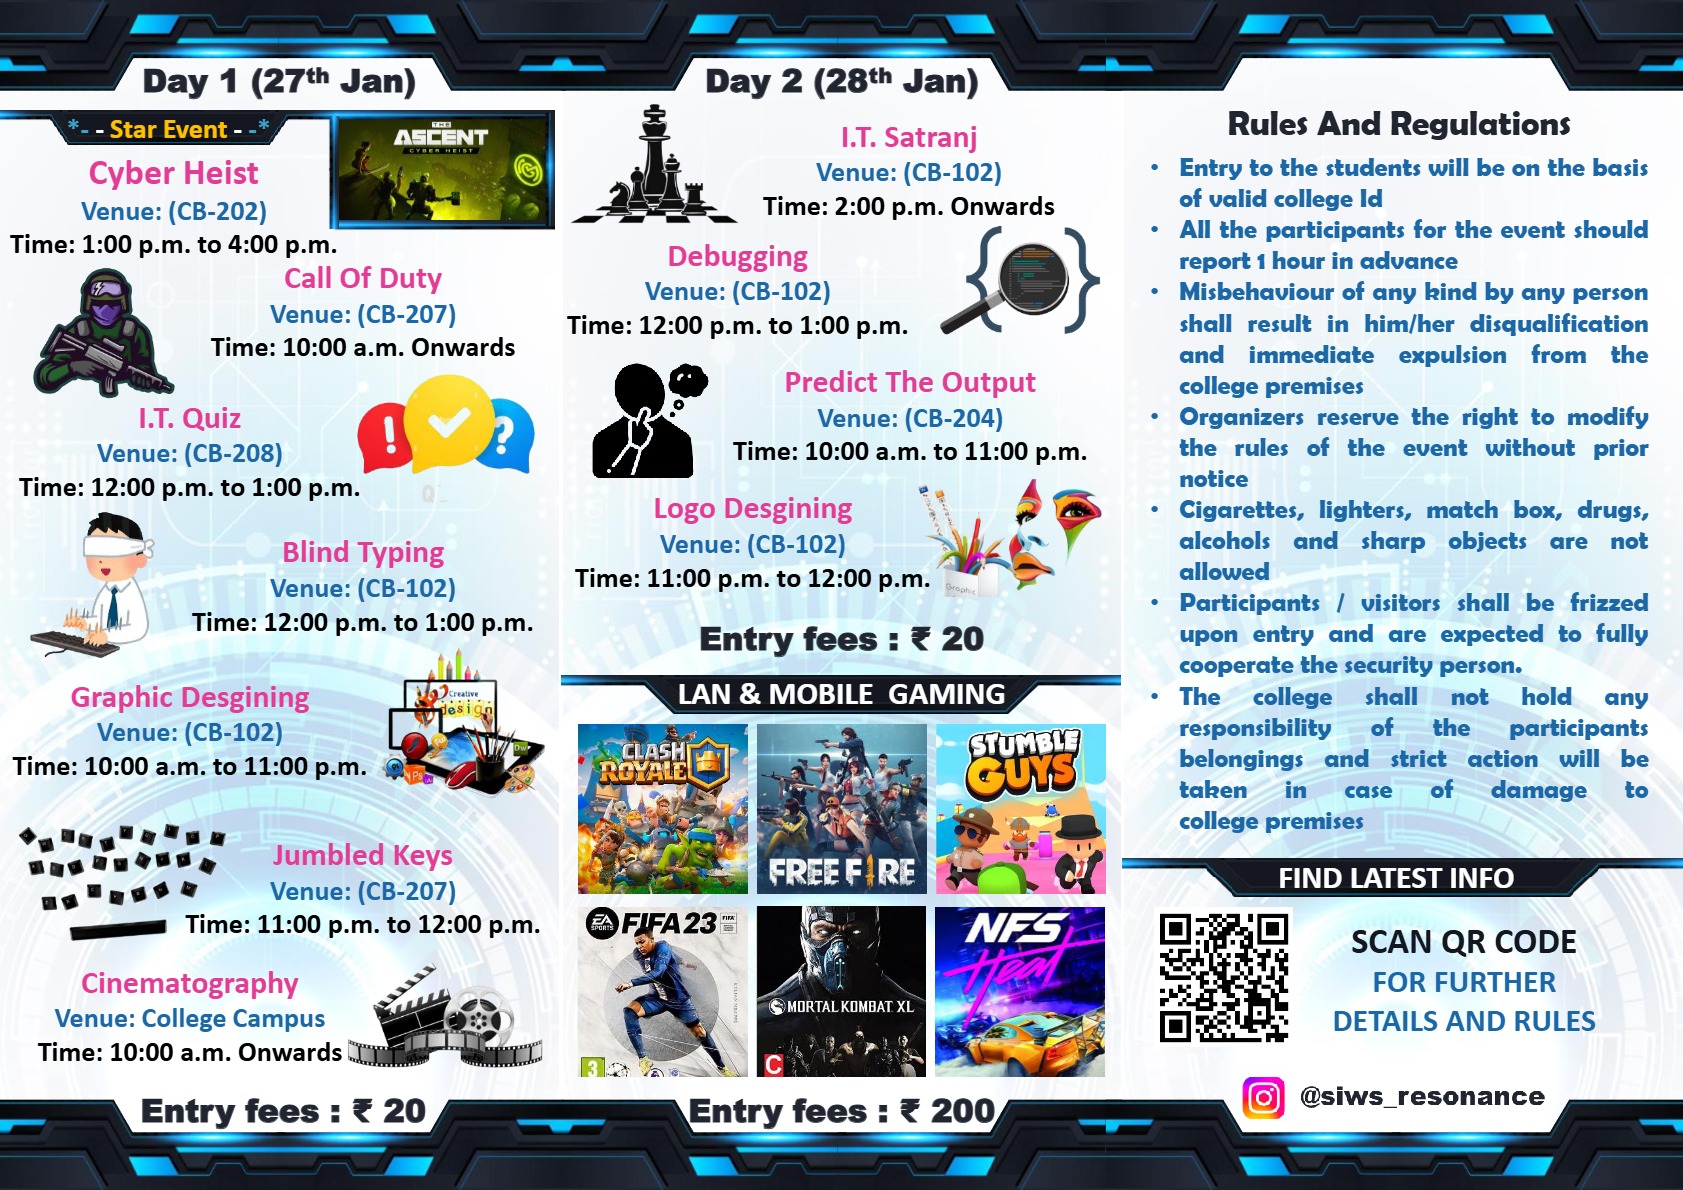 Day 1 (27th Jan)
*- - Star Event - -*
THE
ASCENT
CYBER HEIST
Cyber Heist
Venue: (CB-202)
Time: 1:00 p.m. to 4:00 p.m.
Call Of Duty
Venue: (CB-207)
Time: 10:00 a.m. Onwards
I.T. Quiz
Venue: (CB-208)
Time: 12:00 p.m. to 1:00 p.m.
Blind Typing
Venue: (CB-102)
Time: 12:00 p.m. to 1:00 p.m.
Graphic Desgining
Venue: (CB-102)
Time: 10:00 a.m. to 11:00 p.m.
Creative
design
Dw
Ps
Jumbled Keys
Venue: (CB-207)
Time: 11:00 p.m. to 12:00 p.m.
Cinematography
Venue: College Campus
Time: 10:00 a.m. Onwards
Entry fees : ₹ 20
Day 2 (28th Jan)
I.T. Satranj
Venue: (CB-102)
Time: 2:00 p.m. Onwards
Debugging
Venue: (CB-102)
Time: 12:00 p.m. to 1:00 p.m.
Predict The Output
Venue: (CB-204)
Time: 10:00 a.m. to 11:00 p.m.
Logo Desgining
Venue: (CB-102)
Time: 11:00 p.m. to 12:00 p.m.
Graphic
Entry fees : ₹ 20
LAN & MOBILE GAMING
CLASH
ROYALE
FREE FIRE
STUMBLE
GUYS
EA
SPORTS
FIFA 23
FIFA
3
MORTAL KOMBAT XL
C
NFS
Heat
Entry fees : ₹ 200
Rules And Regulations
• Entry to the students will be on the basis
of valid college Id
• All the participants for the event should
report 1 hour in advance
• Misbehaviour of any kind by any person
shall result in him/her disqualification
and immediate expulsion from the
college premises
• Organizers reserve the right to modify
the rules of the event without prior
notice
• Cigarettes, lighters, match box, drugs,
alcohols and sharp objects are not
allowed
• Participants / visitors shall be frizzed
upon entry and are expected to fully
cooperate the security person.
• The college shall not hold any
responsibility of the participants
belongings and strict action will be
taken in case of damage to
college premises
FIND LATEST INFO
SCAN QR CODE
FOR FURTHER
DETAILS AND RULES
@siws_resonance